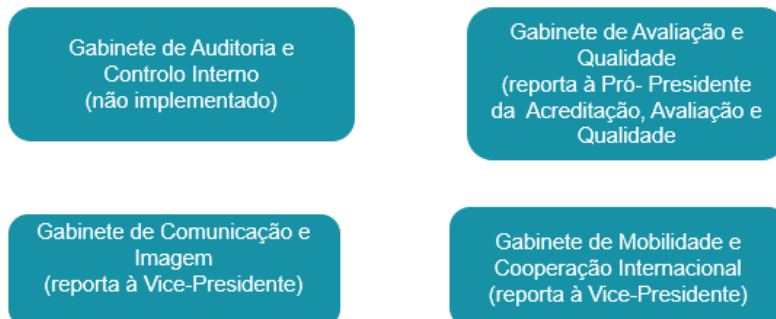 Gabinete de Auditoria e
Controlo Interno
(não implementado)
Gabinete de Avaliação e
Qualidade
(reporta à Pró- Presidente
da Acreditação, Avaliação e
Qualidade
Gabinete de Comunicação e
Imagem
(reporta à Vice-Presidente)
Gabinete de Mobilidade e
Cooperação Internacional
(reporta à Vice-Presidente)